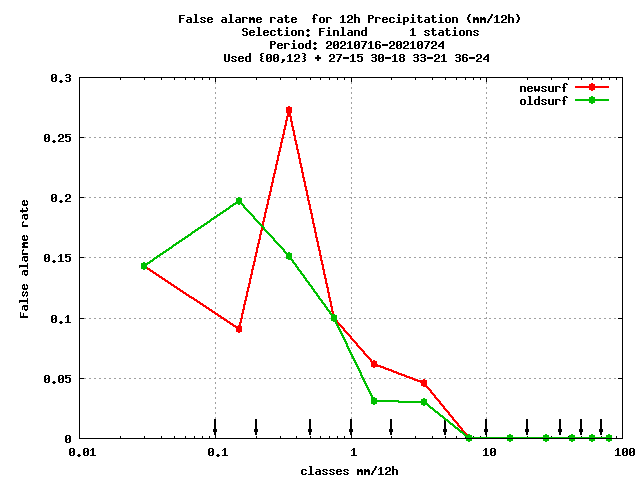 False alarme rate  for 12h Precipitation (mm/12h)
Selection: Finland      1 stations
Period: 20210716-20210724
Used {00,12} + 27-15 30-18 33-21 36-24
newsurf
oldsurf
0.3
0.25
0.2
0.15
0.1
0.05
0
False alarme rate
0.01
0.1
1
10
100
classes mm/12h